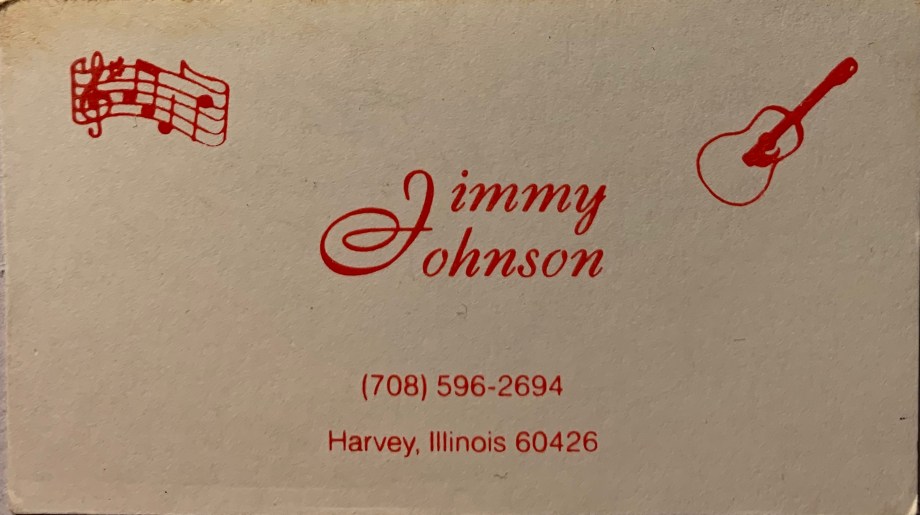 Jimmy
Johnson
(708) 596-2694
Harvey, Illinois 60426